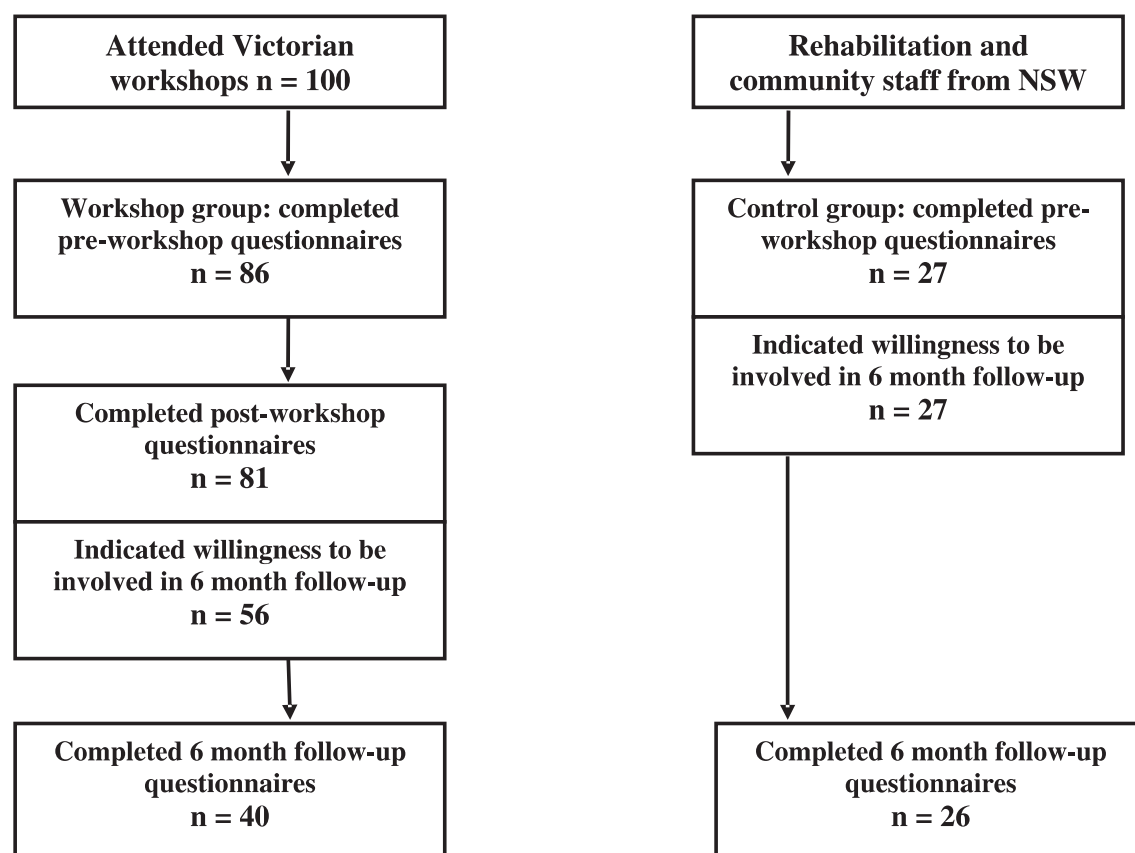 Attended Victorian
workshops n = 100
Workshop group: completed
pre-workshop questionnaires
n = 86
Completed post-workshop
questionnaires
n = 81
Indicated willingness to be
involved in 6 month follow-up
n = 56
Completed 6 month follow-up
questionnaires
n = 40
Rehabilitation and
community staff from NSW
Control group: completed pre-
workshop questionnaires
n = 27
Indicated willingness to be
involved in 6 month follow-up
n = 27
Completed 6 month follow-up
questionnaires
n = 26